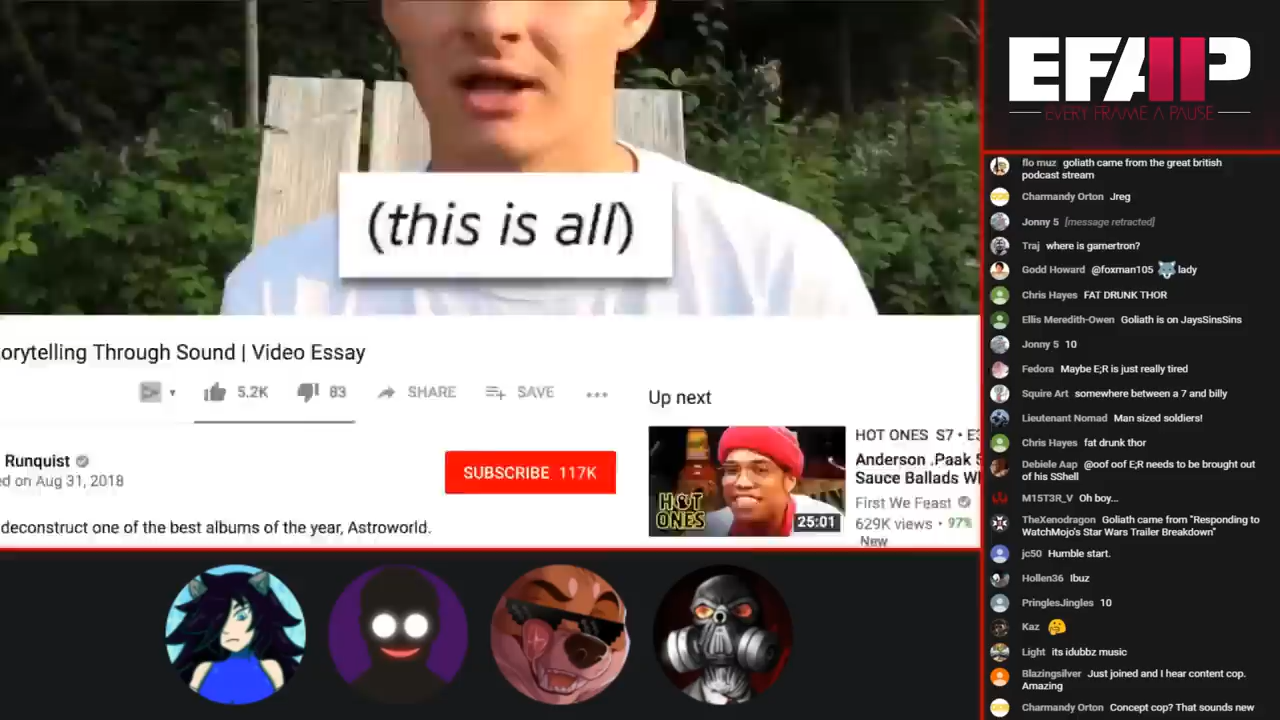 (this is all)
orytelling Through Sound | Video Essay
5.2K
83
SHARE
SAVE
Up next
Runquist
ed on Aug 31, 2018
SUBSCRIBE 117K
deconstruct one of the best albums of the year, Astroworld.
HOT
ONES
25:01
HOT ONES S7 • E3
Anderson .Paak S
Sauce Ballads Wi
First We Feast
629K views • 97%
New
EFAP
EVERY FRAME A PAUSE
flo muz goliath came from the great british
podcast stream
Charmandy Orton Jreg
Jonny 5 [message retracted]
Traj where is gamertron?
Godd Howard @foxman105 lady
Chris Hayes FAT DRUNK THOR
Ellis Meredith-Owen Goliath is on JaysSinsSins
Jonny 5 10
Fedora Maybe E;R is just really tired
Squire Art somewhere between a 7 and billy
Lieutenant Nomad Man sized soldiers!
Chris Hayes fat drunk thor
Debiele Aap @oof oof E;R needs to be brought out
of his SShell
M15T3R_V Oh boy...
TheXenodragon Goliath came from "Responding to
WatchMojo's Star Wars Trailer Breakdown"
jc50 Humble start.
Hollen36 Ibuz
PringlesJingles 10
Kaz
Light its idubbz music
Blazingsilver Just joined and I hear content cop.
Amazing
Charmandy Orton Concept cop? That sounds new